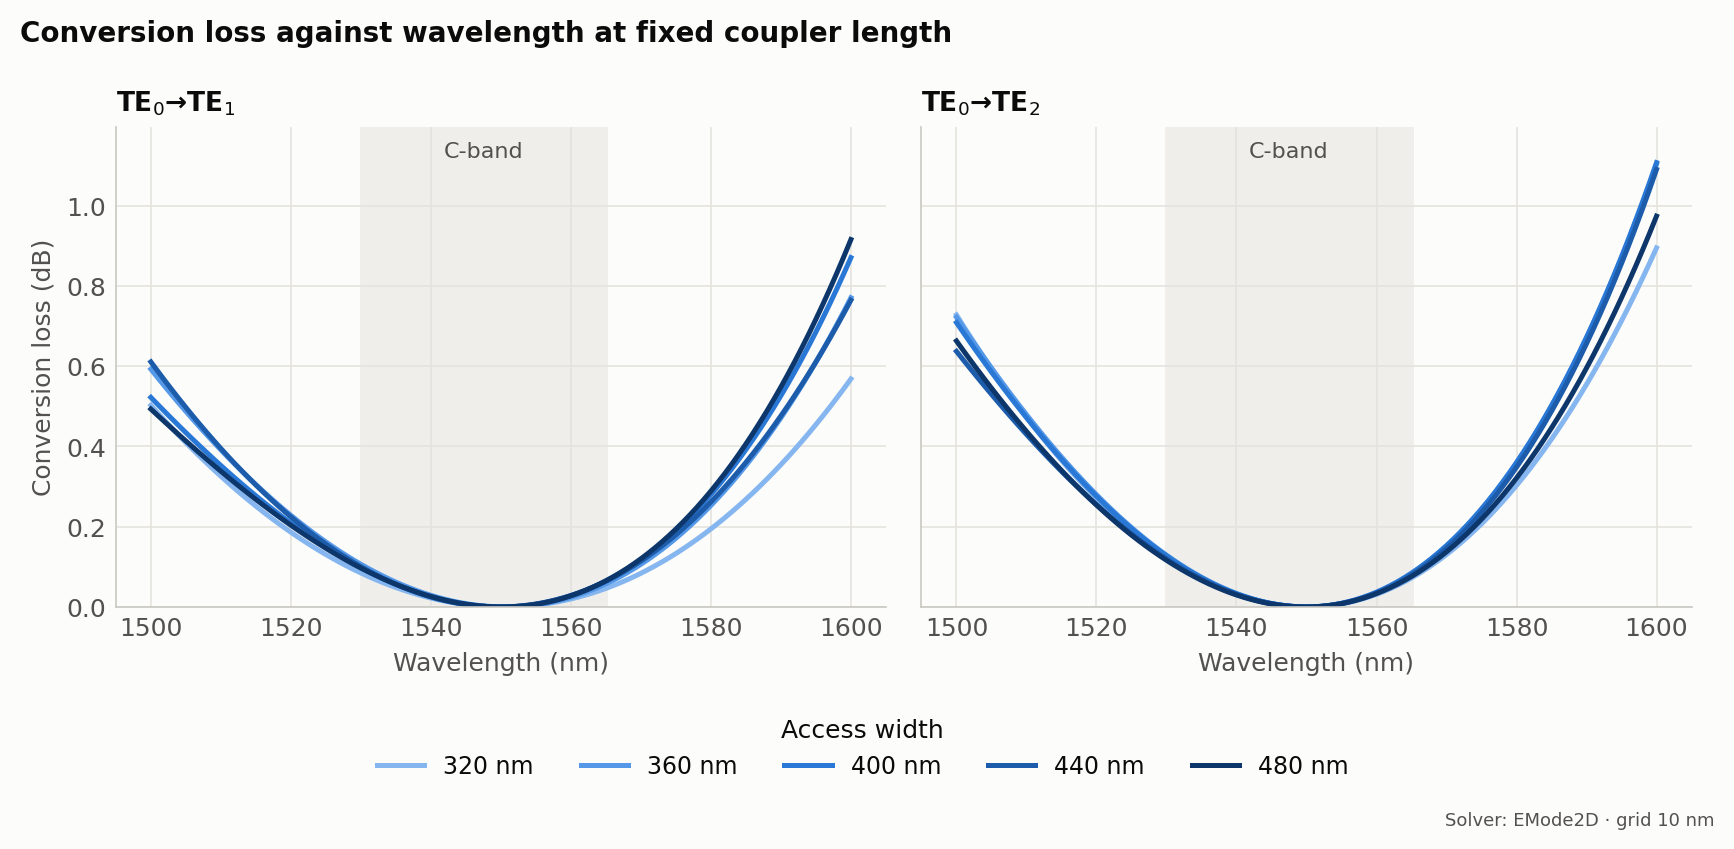 Conversion loss against wavelength at fixed coupler length
TE₀→TE₁
TE₀→TE₂
C-band
C-band
Conversion loss (dB)
1.0
0.8
0.6
0.4
0.2
0.0
1500 1520 1540 1560 1580 1600
1500 1520 1540 1560 1580 1600
Wavelength (nm)
Wavelength (nm)
Access width
320 nm 360 nm 400 nm 440 nm 480 nm
Solver: EMode2D · grid 10 nm